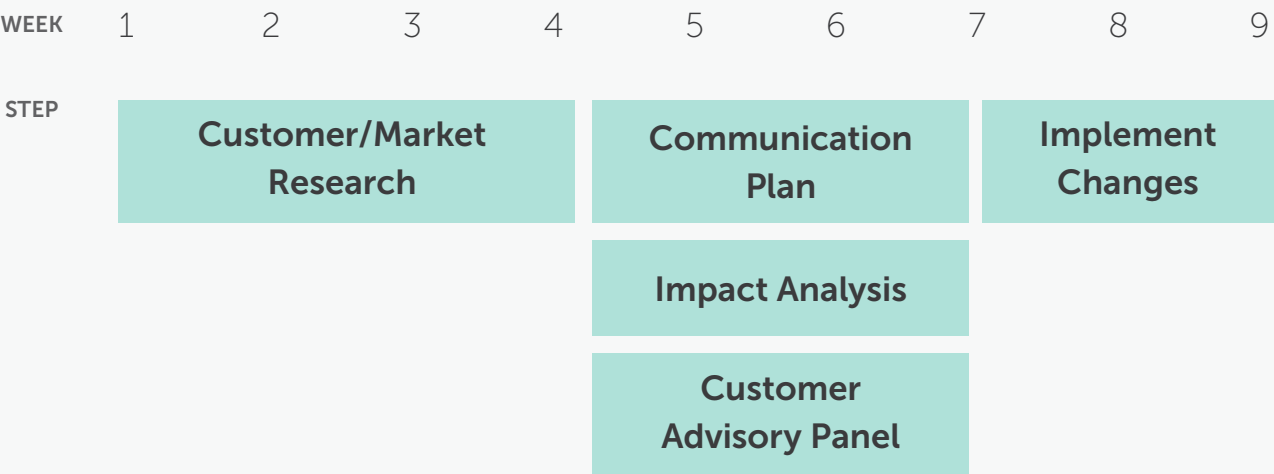 WEEK 1 2 3 4 5 6 7 8 9
STEP
Customer/Market
Research
Communication
Plan
Implement
Changes
Impact Analysis
Customer
Advisory Panel